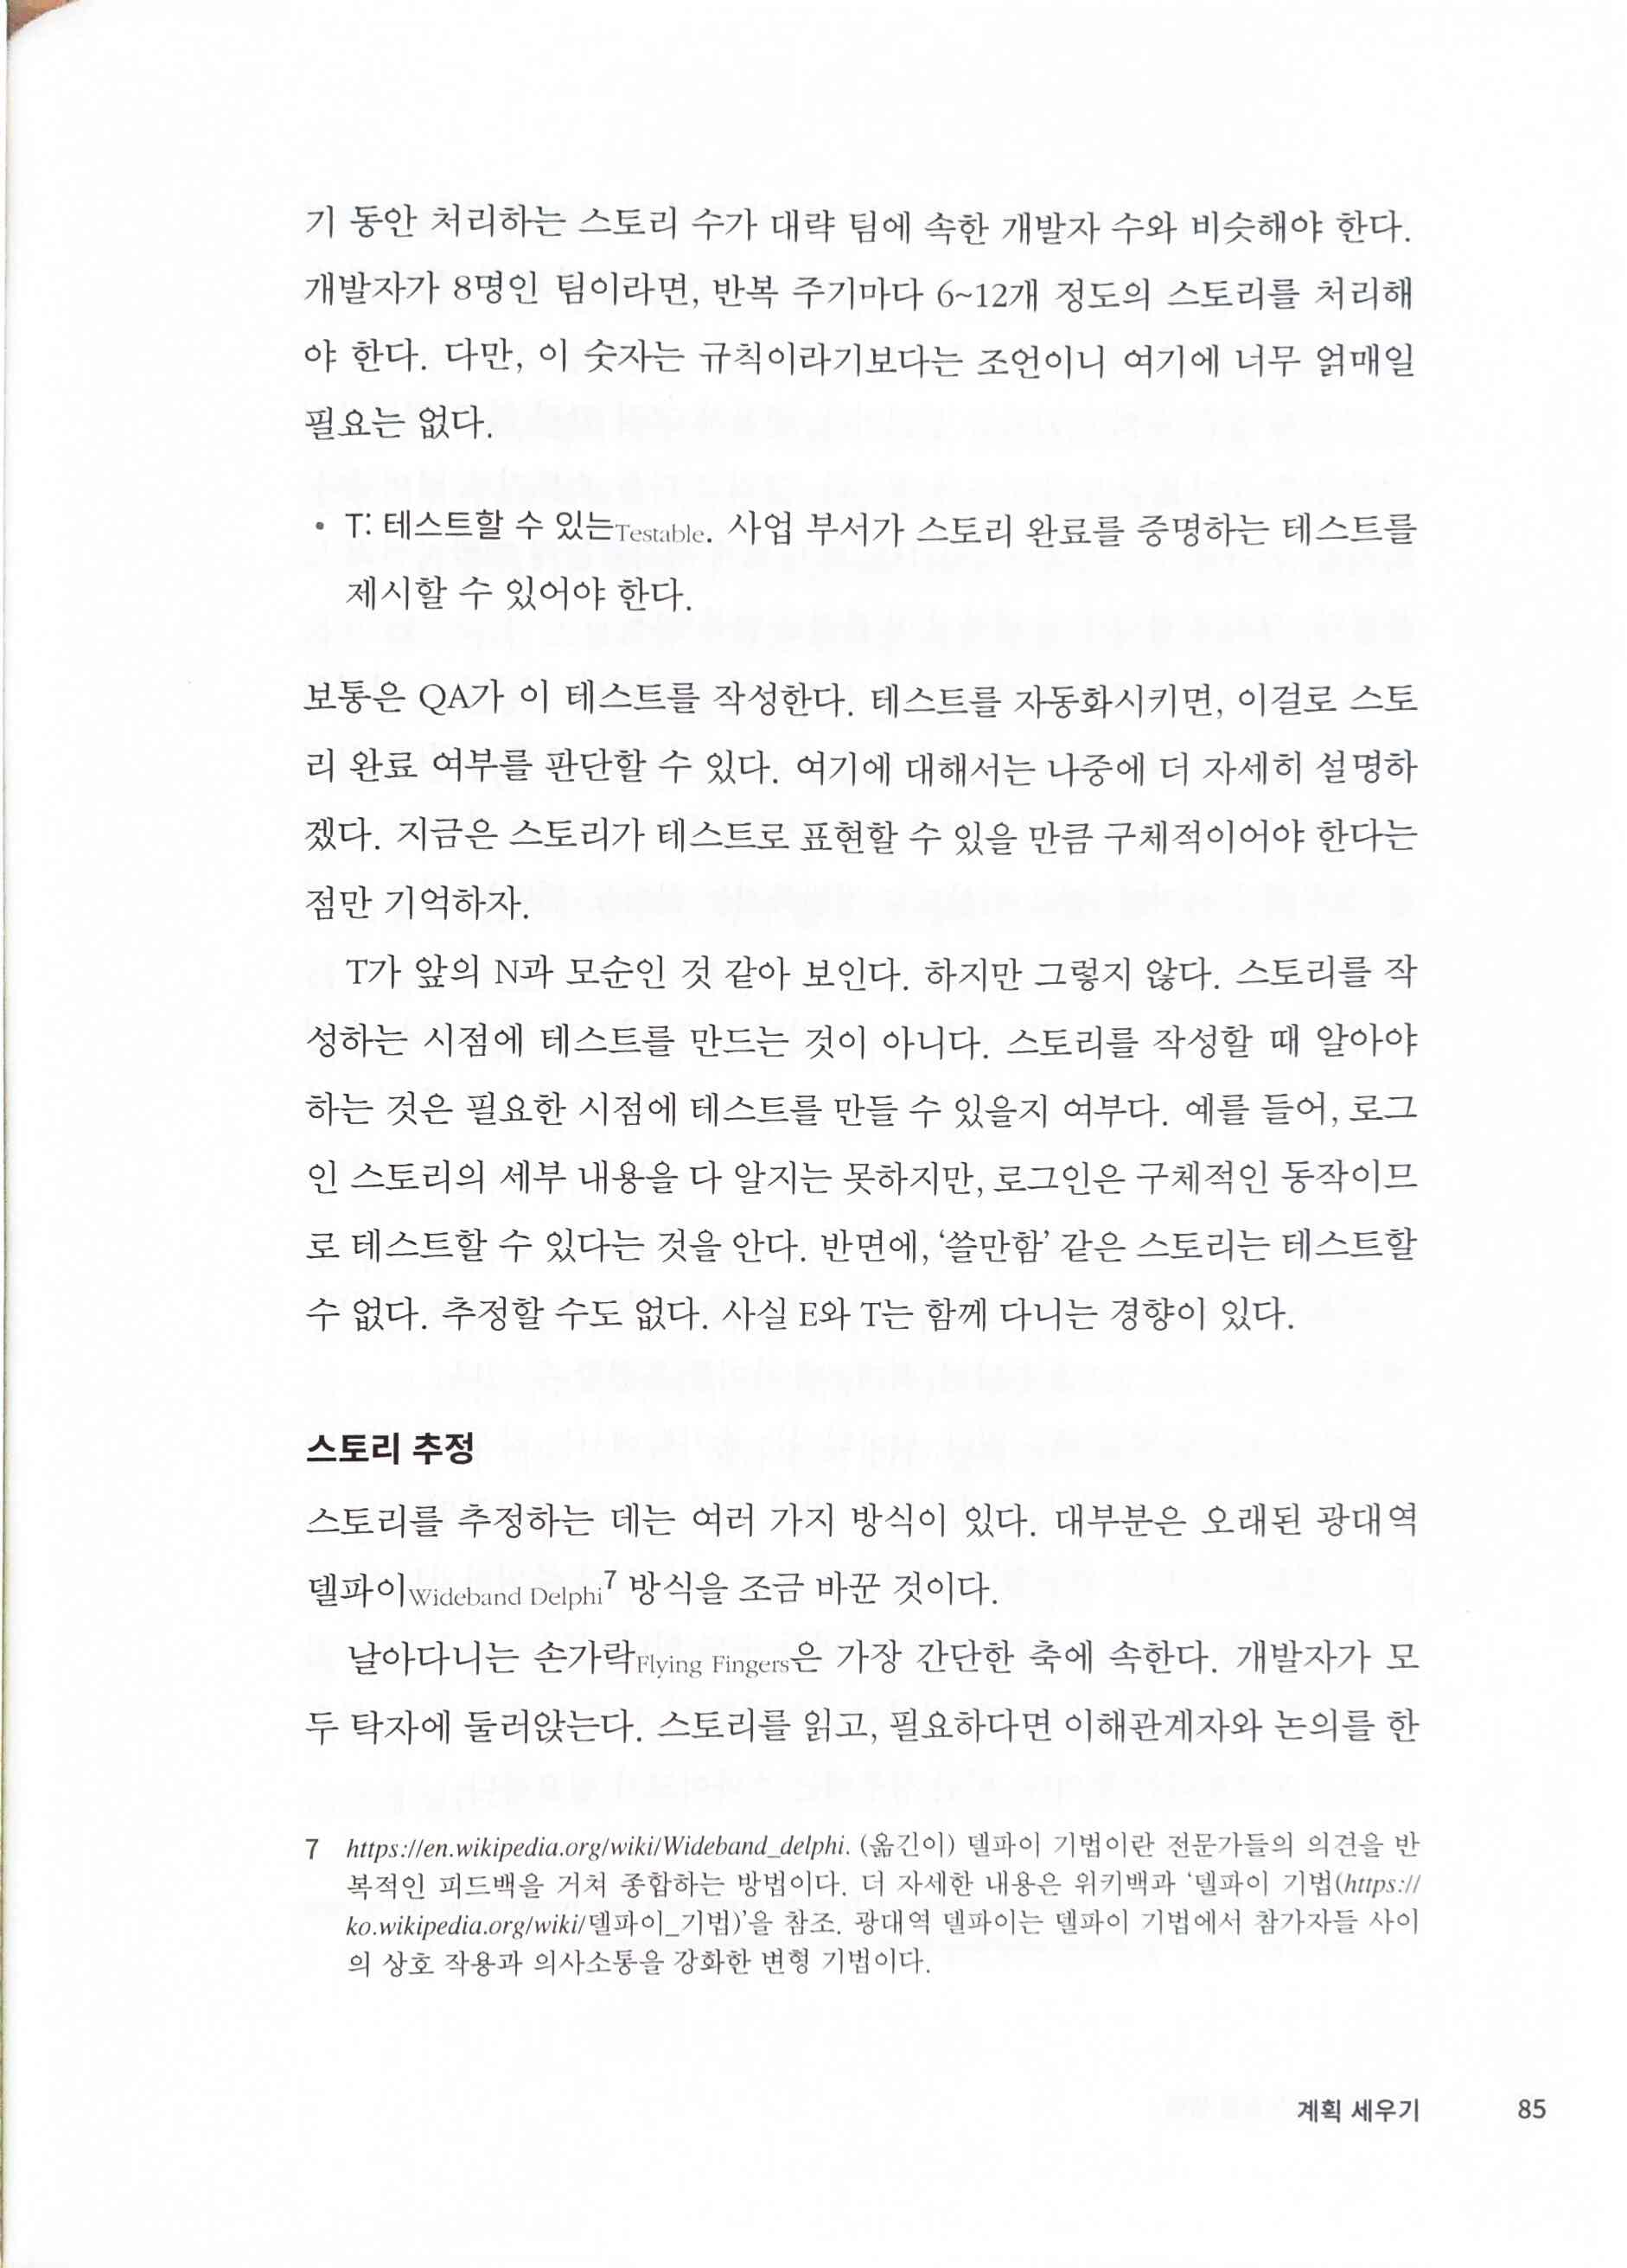 기 동안 처리하는 스토리 수가 대략 팀에 속한 개발자 수와 비슷해야 한다.
개발자가 8명인 팀이라면, 반복 주기마다 6~12개 정도의 스토리를 처리해
야 한다. 다만, 이 숫자는 규칙이라기보다는 조언이니 여기에 너무 얽매일
필요는 없다.
• T: 테스트할 수 있는Testable. 사업 부서가 스토리 완료를 증명하는 테스트를
제시할 수 있어야 한다.
보통은 QA가 이 테스트를 작성한다. 테스트를 자동화시키면, 이걸로 스토
리 완료 여부를 판단할 수 있다. 여기에 대해서는 나중에 더 자세히 설명하
겠다. 지금은 스토리가 테스트로 표현할 수 있을 만큼 구체적이어야 한다는
점만 기억하자.
T가 앞의 N과 모순인 것 같아 보인다. 하지만 그렇지 않다. 스토리를 작
성하는 시점에 테스트를 만드는 것이 아니다. 스토리를 작성할 때 알아야
하는 것은 필요한 시점에 테스트를 만들 수 있을지 여부다. 예를 들어, 로그
인 스토리의 세부 내용을 다 알지는 못하지만, 로그인은 구체적인 동작이므
로 테스트할 수 있다는 것을 안다. 반면에, ‘쓸만함’ 같은 스토리는 테스트할
수 없다. 추정할 수도 없다. 사실 E와 T는 함께 다니는 경향이 있다.
스토리 추정
스토리를 추정하는 데는 여러 가지 방식이 있다. 대부분은 오래된 광대역
델파이Wideband Delphi7 방식을 조금 바꾼 것이다.
날아다니는 손가락Flying Fingers은 가장 간단한 축에 속한다. 개발자가 모
두 탁자에 둘러앉는다. 스토리를 읽고, 필요하다면 이해관계자와 논의를 한
7 https://en.wikipedia.org/wiki/Wideband_delphi. (옮긴이) 델파이 기법이란 전문가들의 의견을 반
복적인 피드백을 거쳐 종합하는 방법이다. 더 자세한 내용은 위키백과 ‘델파이 기법(https://
ko.wikipedia.org/wiki/델파이_기법)’을 참조. 광대역 델파이는 델파이 기법에서 참가자들 사이
의 상호 작용과 의사소통을 강화한 변형 기법이다.
계획 세우기 85